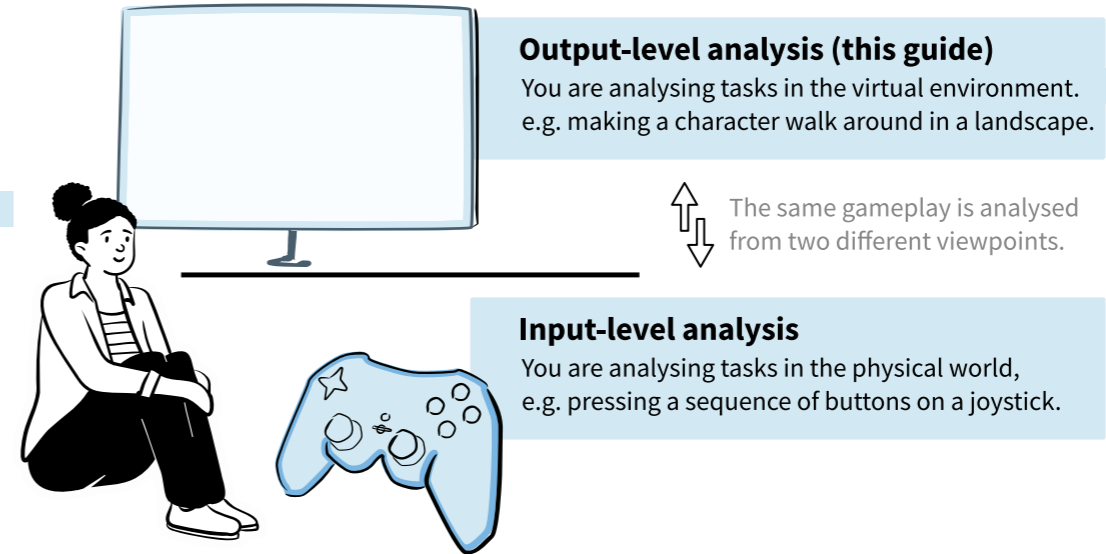 Output-level analysis (this guide)
You are analysing tasks in the virtual environment.
e.g. making a character walk around in a landscape.
The same gameplay is analysed
from two different viewpoints.
Input-level analysis
You are analysing tasks in the physical world,
e.g. pressing a sequence of buttons on a joystick.